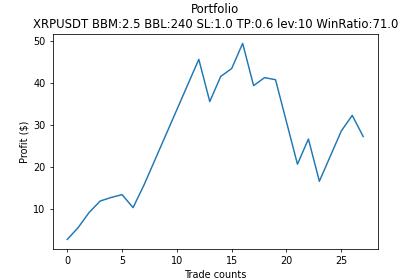 Portfolio
XRPUSDT BBM:2.5 BBL:240 SL:1.0 TP:0.6 lev:10 WinRatio:71.0
50
40
30
20
10
Profit ($)
0 5 10 15 20 25
Trade counts